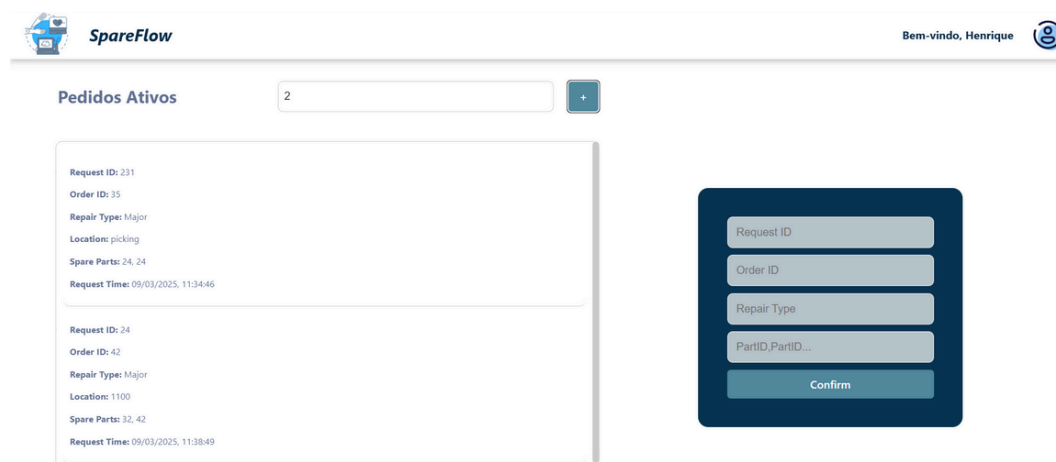 SpareFlow
Bem-vindo, Henrique
Pedidos Ativos
2
+
Request ID: 231
Order ID: 35
Repair Type: Major
Location: picking
Spare Parts: 24, 24
Request Time: 09/03/2025, 11:34:46
Request ID: 24
Order ID: 42
Repair Type: Major
Location: 1100
Spare Parts: 32, 42
Request Time: 09/03/2025, 11:38:49
Request ID
Order ID
Repair Type
PartID,PartID...
Confirm